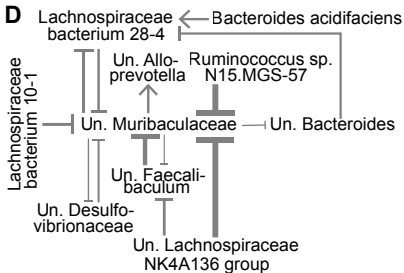 D
Lachnospiraceae
bacterium 28-4
Bacteroides acidifaciens
Un. Allo-
prevotella
Ruminococcus sp.
N15.MGS-57
Lachnospiraceae
bacterium 10-1
Un. Muribaculaceae
Un. Bacteroides
Un. Faecali-
baculum
Un. Desulfo-
vibrionaceae
Un. Lachnospiraceae
NK4A136 group